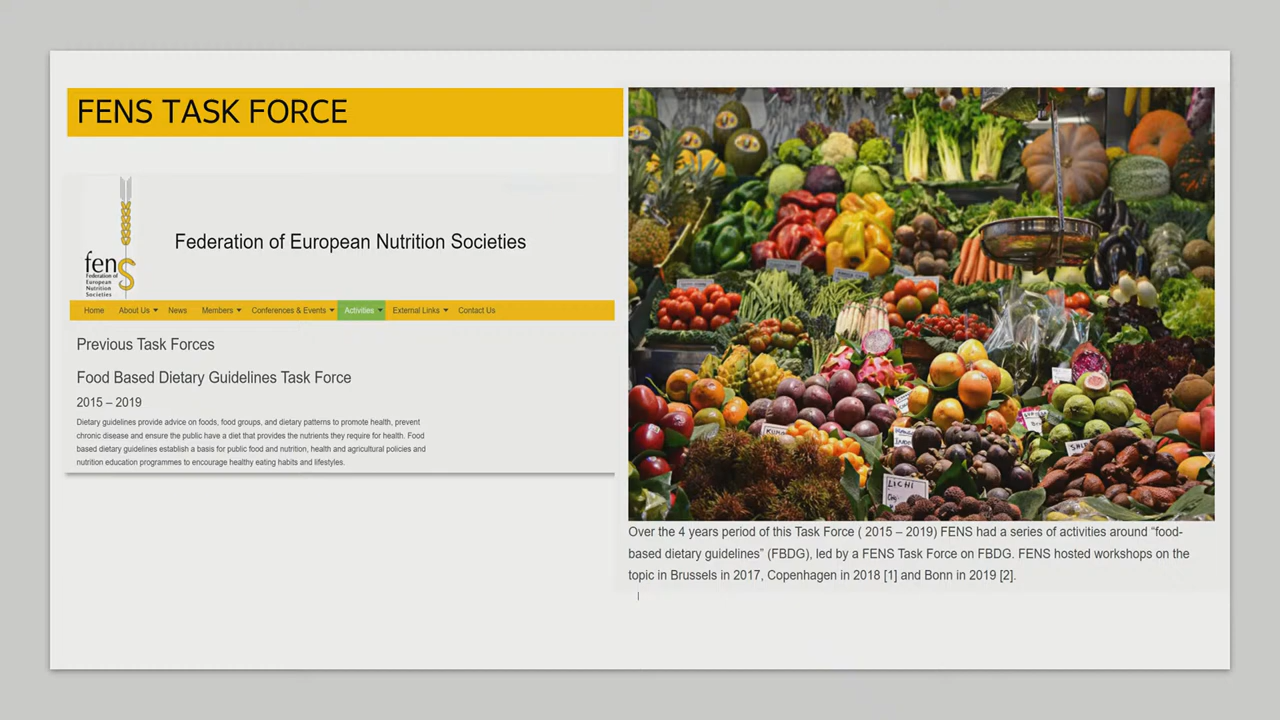 FENS TASK FORCE
fens
Federation of
European
Nutrition
Societies
Federation of European Nutrition Societies
Home About Us News Members Conferences & Events Activities External Links Contact Us
Previous Task Forces
Food Based Dietary Guidelines Task Force
2015 – 2019
Dietary guidelines provide advice on foods, food groups, and dietary patterns to promote health, prevent
chronic disease and ensure the public have a diet that provides the nutrients they require for health. Food
based dietary guidelines establish a basis for public food and nutrition, health and agricultural policies and
nutrition education programmes to encourage healthy eating habits and lifestyles.
LICHI
Over the 4 years period of this Task Force ( 2015 – 2019) FENS had a series of activities around “food-
based dietary guidelines” (FBDG), led by a FENS Task Force on FBDG. FENS hosted workshops on the
topic in Brussels in 2017, Copenhagen in 2018 [1] and Bonn in 2019 [2].